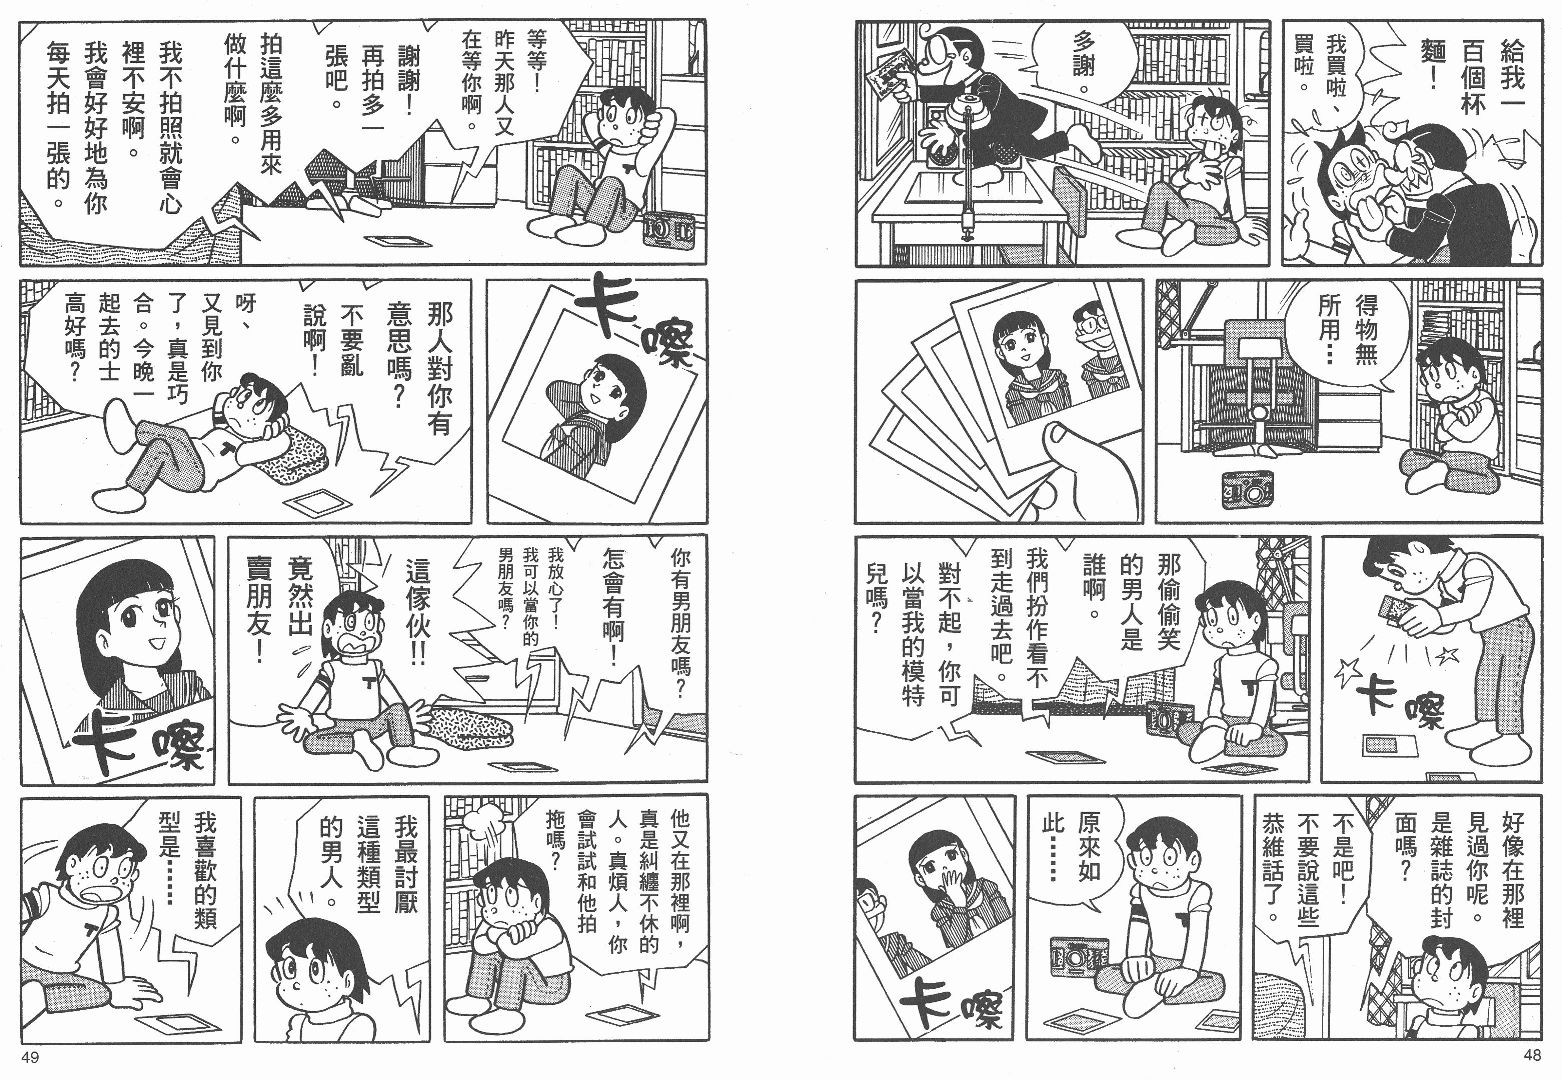 給我一
百個杯
麵！
我買啦、
買啦。
多謝。
得物無
所用⋯
卡嚓
那偷偷笑
的男人是
誰啊。
我們扮作看不
到走過去吧。
對不起，你可
以當我的模特
兒嗎？
好像在那裡
見過你呢。
是雜誌的封
面嗎？
不是吧！
不要說這些
恭維話了。
原來如
此⋯⋯
卡嚓
48
等等！
昨天那人又
在等你啊。
謝謝！
再拍多一
張吧。
拍這麼多用來
做什麼啊。
我不拍照就會心
裡不安啊。
我會好好地為你
每天拍一張的。
卡嚓
那人對你有
意思嗎？
不要亂
說啊！
呀、
又見到你
了，真是巧
合。今晚一
起去的士
高好嗎？
你有男朋友嗎？
怎會有啊！
我放心了！
我可以當你的
男朋友嗎？
這傢伙!!
竟然出
賣朋友！
卡嚓
他又在那裡啊，
真是糾纏不休的
人。真煩人，你
會試試和他拍
拖嗎？
我最討厭
這種類型
的男人。
我喜歡的類
型是⋯⋯
49